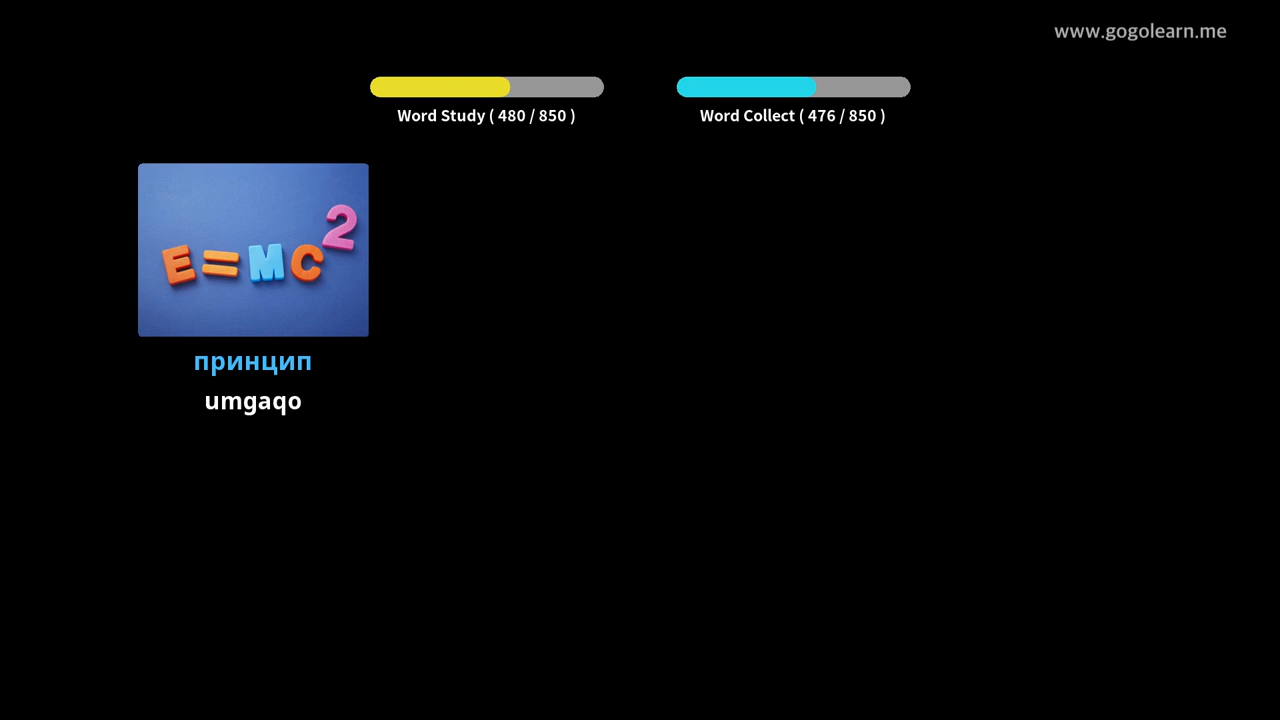 www.gogolearn.me
Word Study ( 480 / 850 )
Word Collect ( 476 / 850 )
E=MC²
принцип
umgaqo